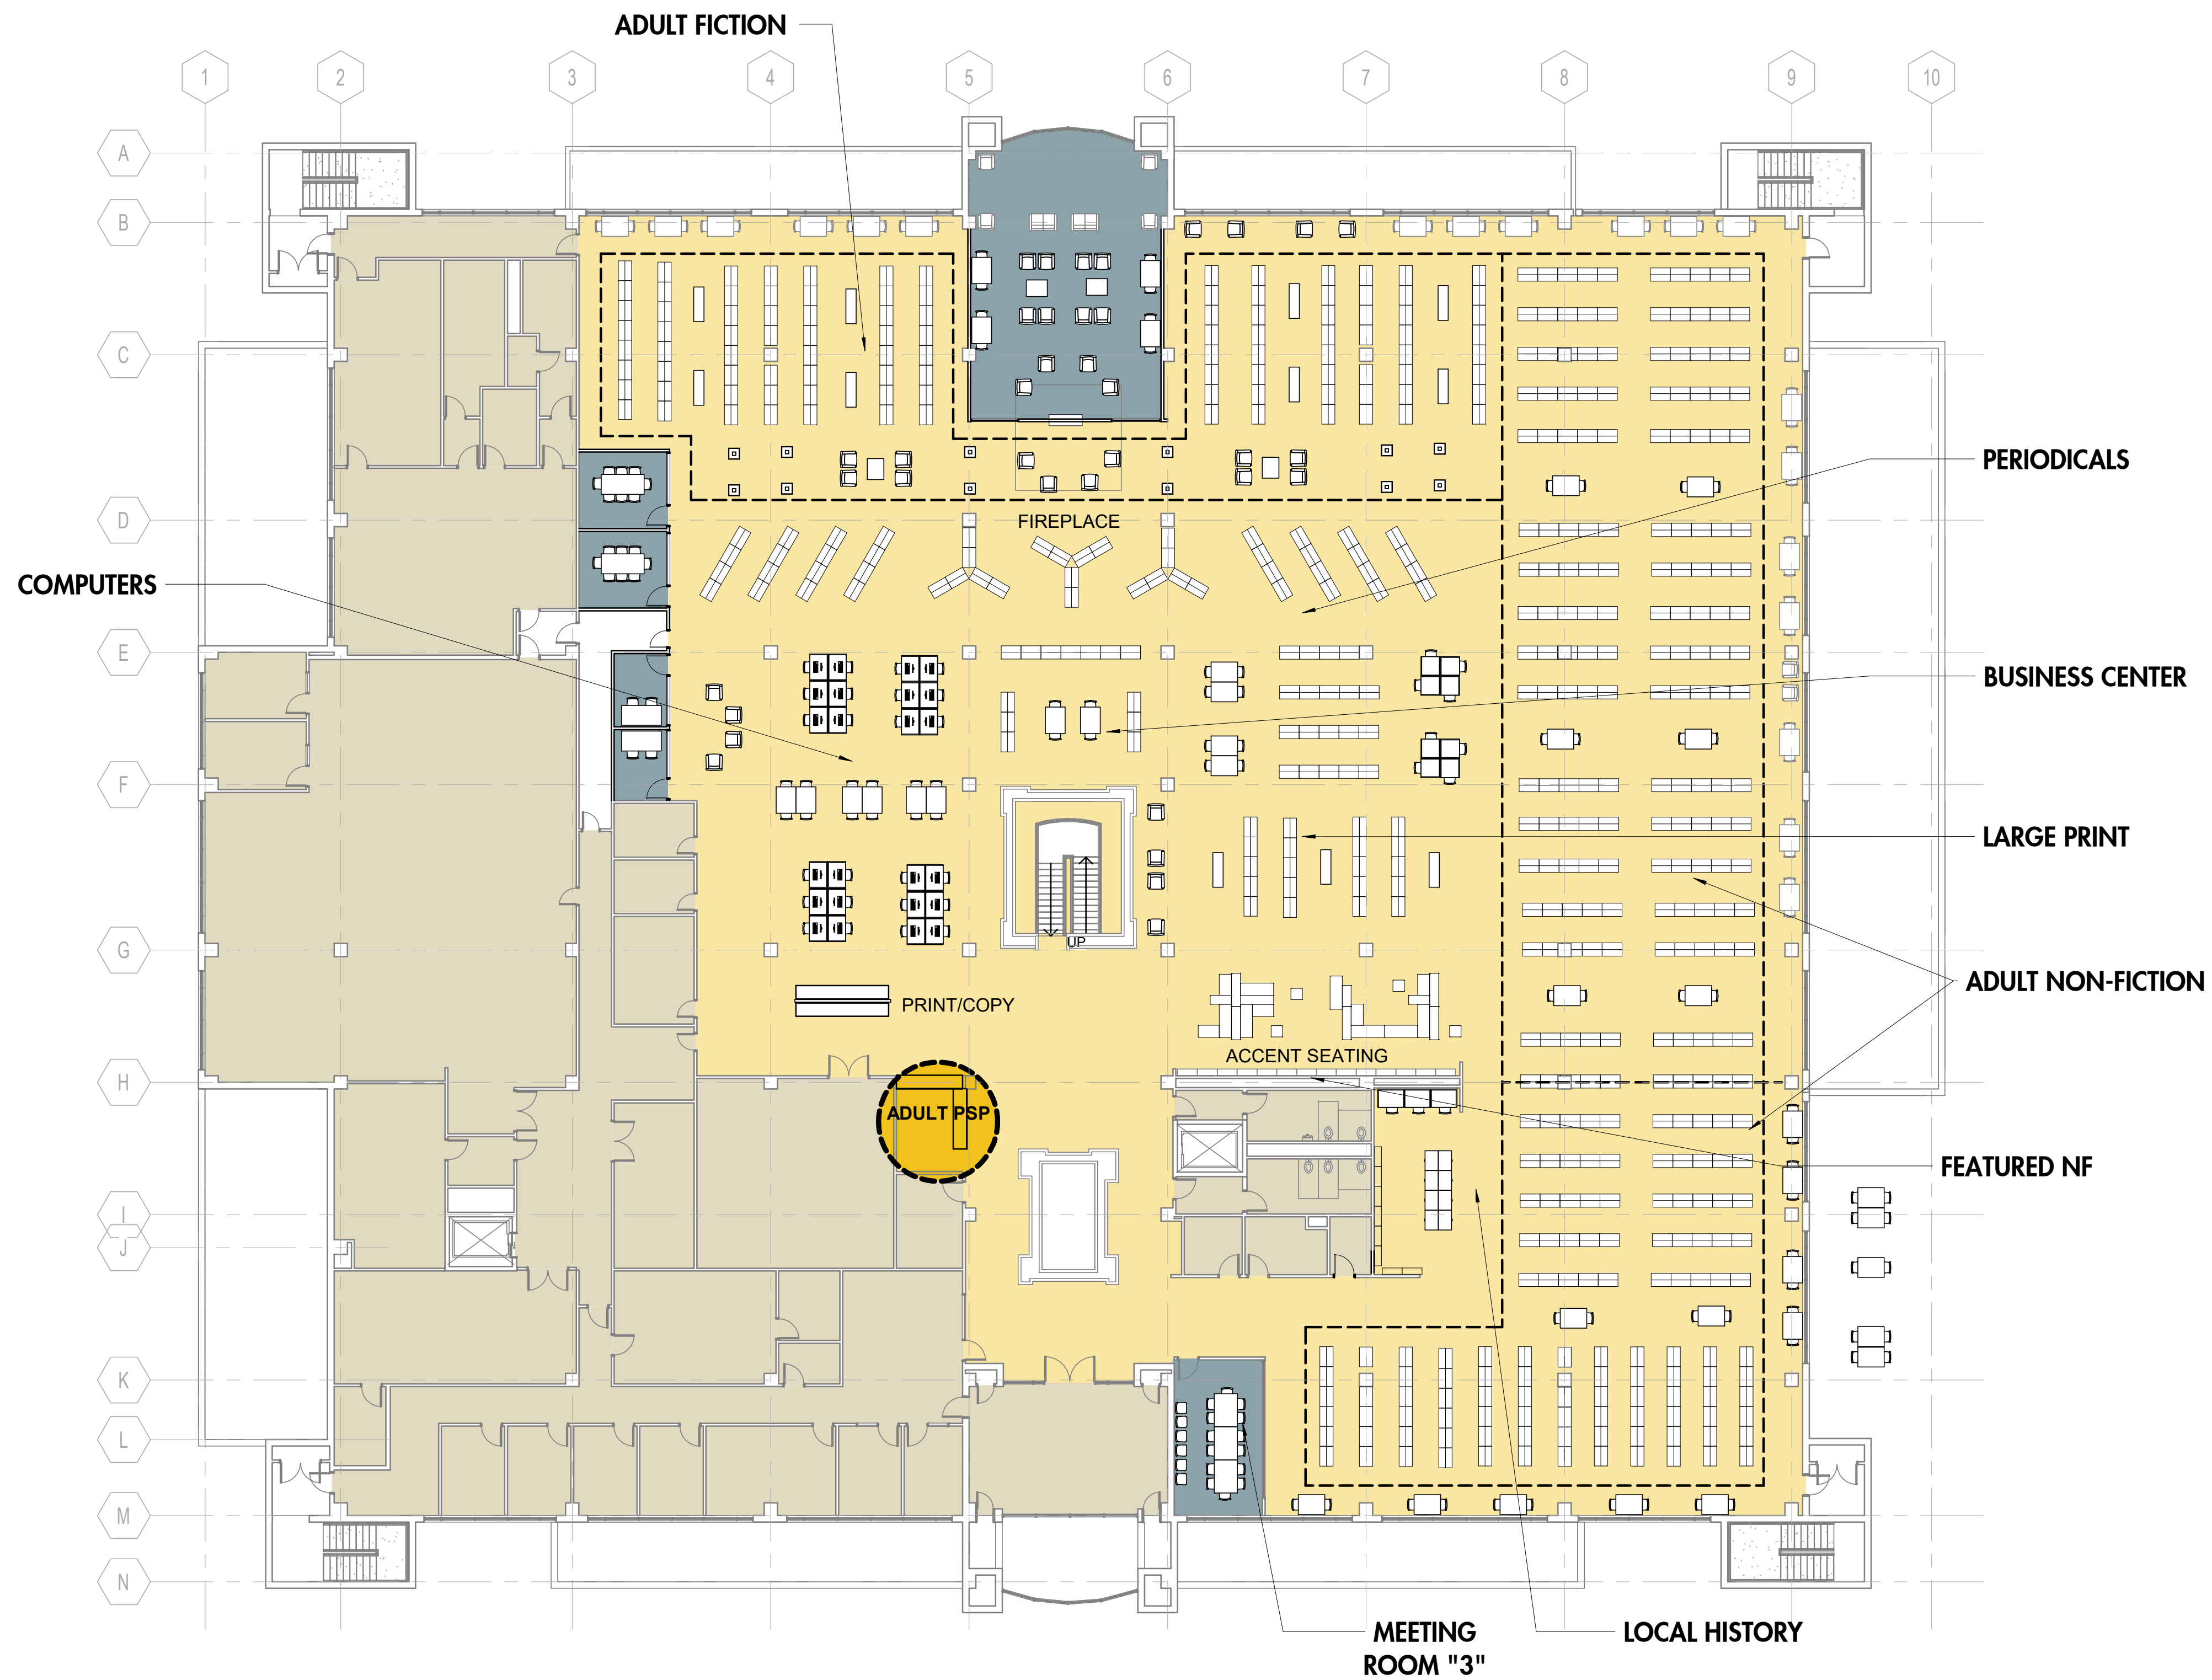 ADULT FICTION
1
2
3
4
5
6
7
8
9
10
A
B
C
PERIODICALS
D
FIREPLACE
COMPUTERS
E
BUSINESS CENTER
F
LARGE PRINT
G
UP
ADULT NON-FICTION
PRINT/COPY
ACCENT SEATING
H
ADULT PSP
FEATURED NF
I
J
K
L
M
N
MEETING
ROOM "3"
LOCAL HISTORY